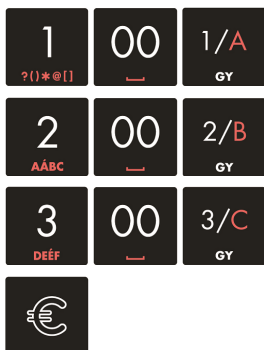 1 00 1/A
?()*@[] ⎵ GY
2 00 2/B
AÁBC ⎵ GY
3 00 3/C
DEÉF ⎵ GY
€